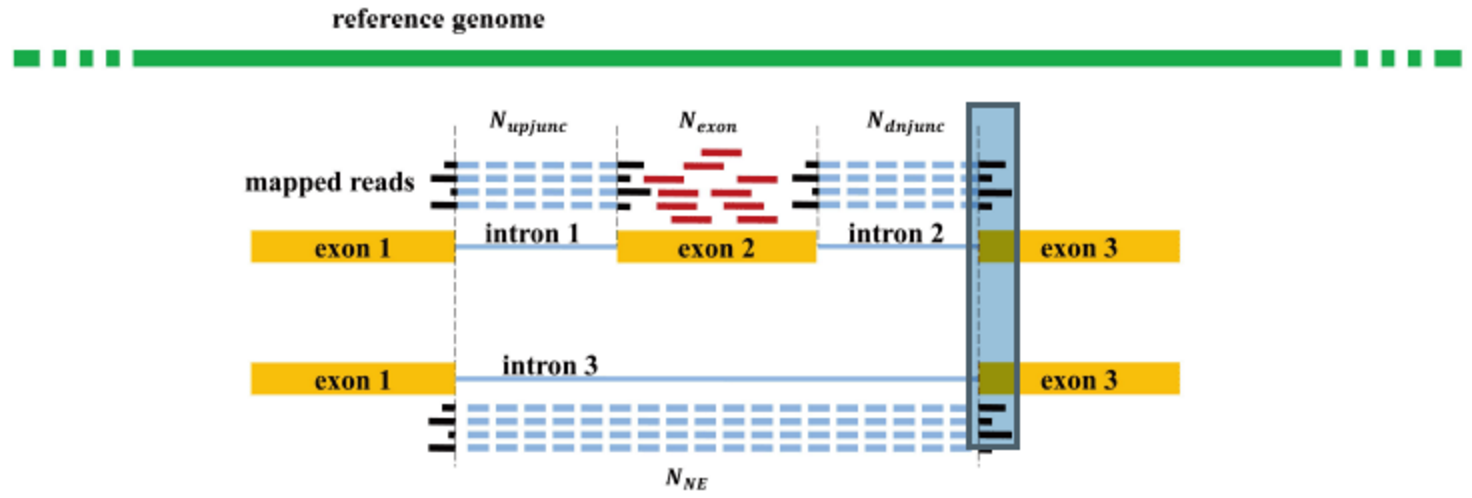 reference genome
N_upjunc N_exon N_dnjunc
mapped reads
intron 1 intron 2
exon 1 exon 2 exon 3
intron 3
exon 1 exon 3
N_NE